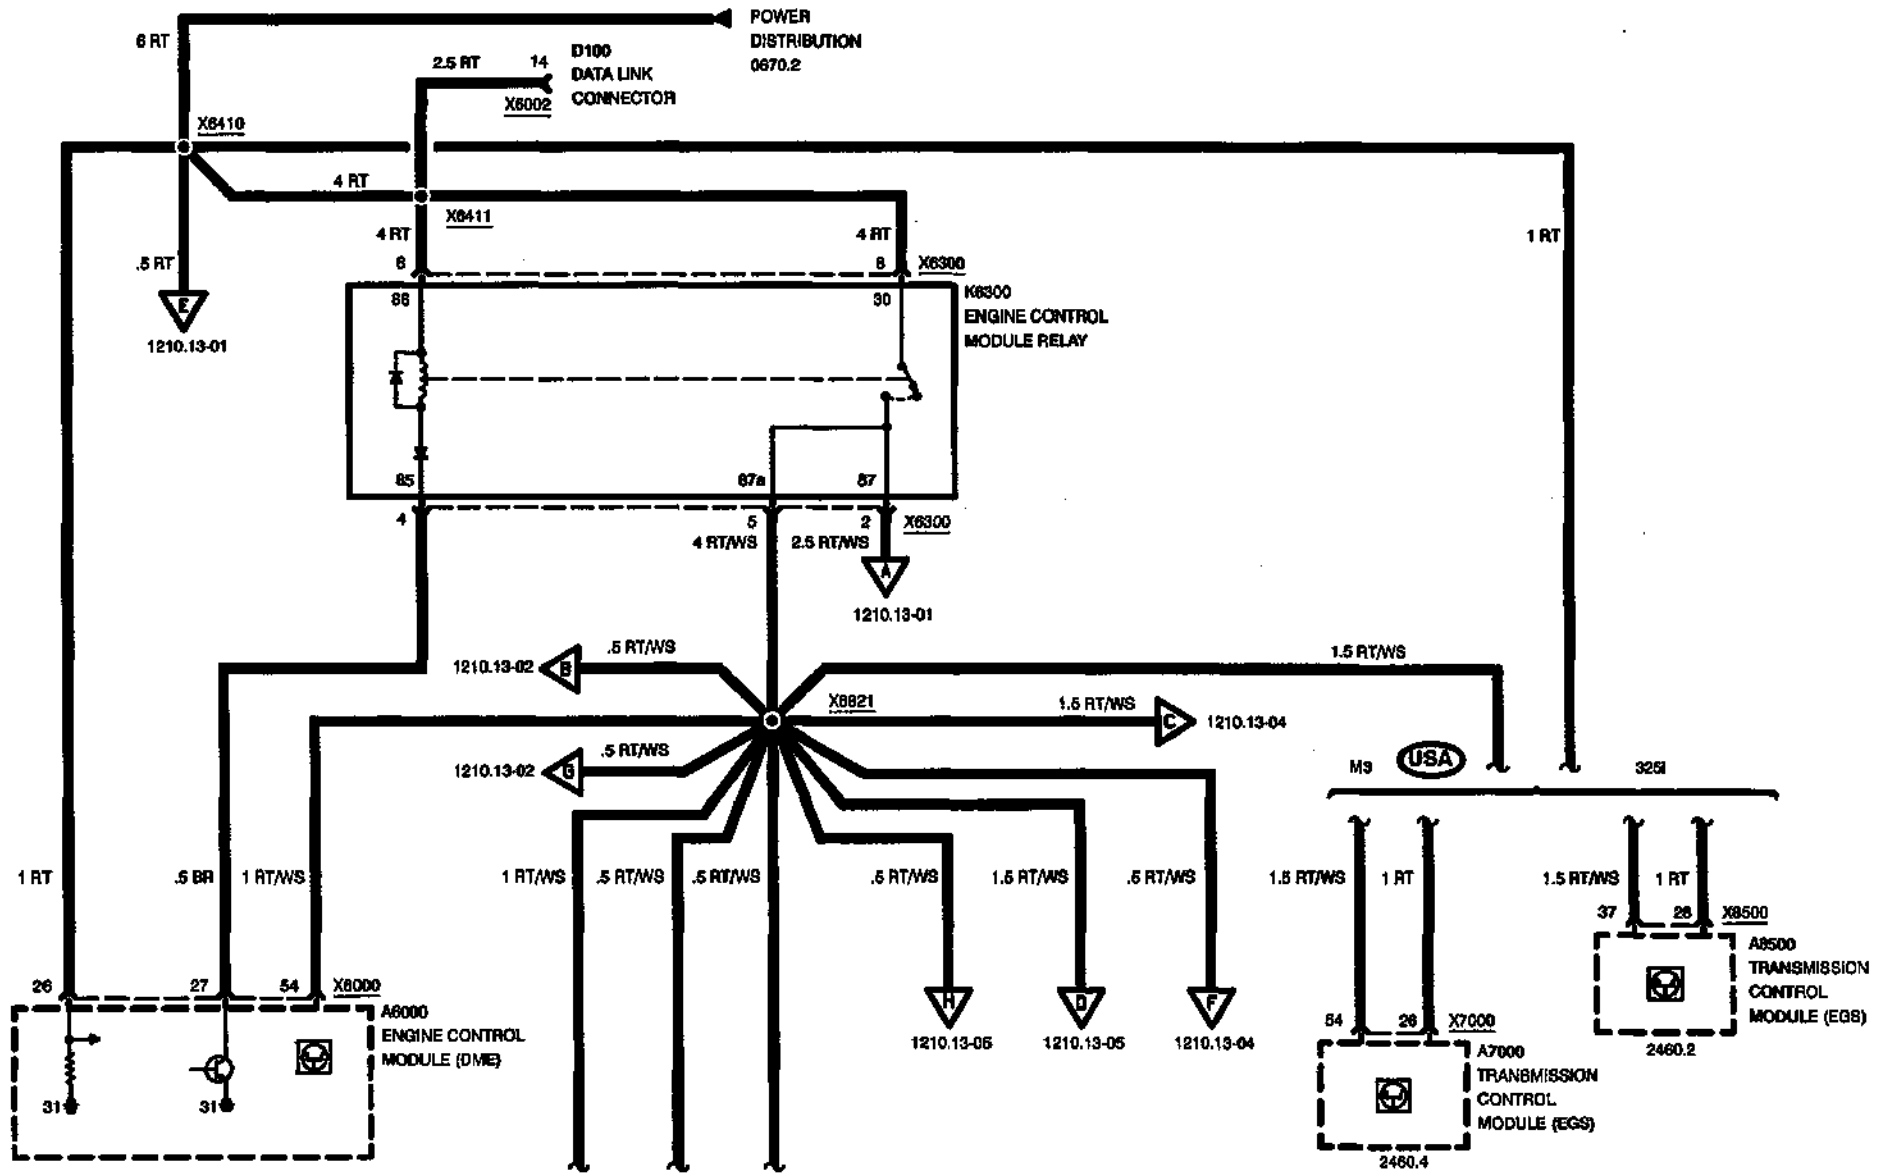 POWER
DISTRIBUTION
0670.2
6 RT
2.5 RT
14
D100
DATA LINK
CONNECTOR
X6002
X6410
4 RT
X6411
4 RT
4 RT
1 RT
.5 RT
6
8
X6300
E
1210.13-01
86
30
K6300
ENGINE CONTROL
MODULE RELAY
85
87a
87
4
5
2
X6300
4 RT/WS
2.5 RT/WS
A
1210.13-01
1210.13-02
B
.5 RT/WS
1.5 RT/WS
X8821
1.5 RT/WS
C
1210.13-04
1210.13-02
G
.5 RT/WS
M3
USA
325i
1 RT
.5 BR
1 RT/WS
1 RT/WS
.5 RT/WS
.5 RT/WS
.5 RT/WS
1.5 RT/WS
.5 RT/WS
1.5 RT/WS
1 RT
1.5 RT/WS
1 RT
37
26
X8500
A8500
TRANSMISSION
CONTROL
MODULE (EGS)
2460.2
26
27
54
X6000
A6000
ENGINE CONTROL
MODULE (DME)
31
31
H
1210.13-05
D
1210.13-05
F
1210.13-04
54
26
X7000
A7000
TRANSMISSION
CONTROL
MODULE (EGS)
2460.4